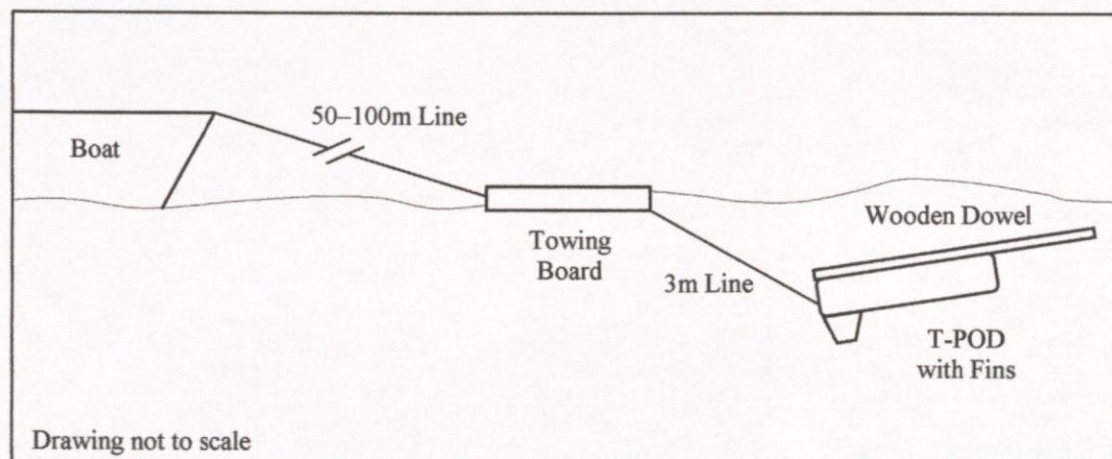 50–100m Line
Boat
Wooden Dowel
Towing
Board
3m Line
T-POD
with Fins
Drawing not to scale